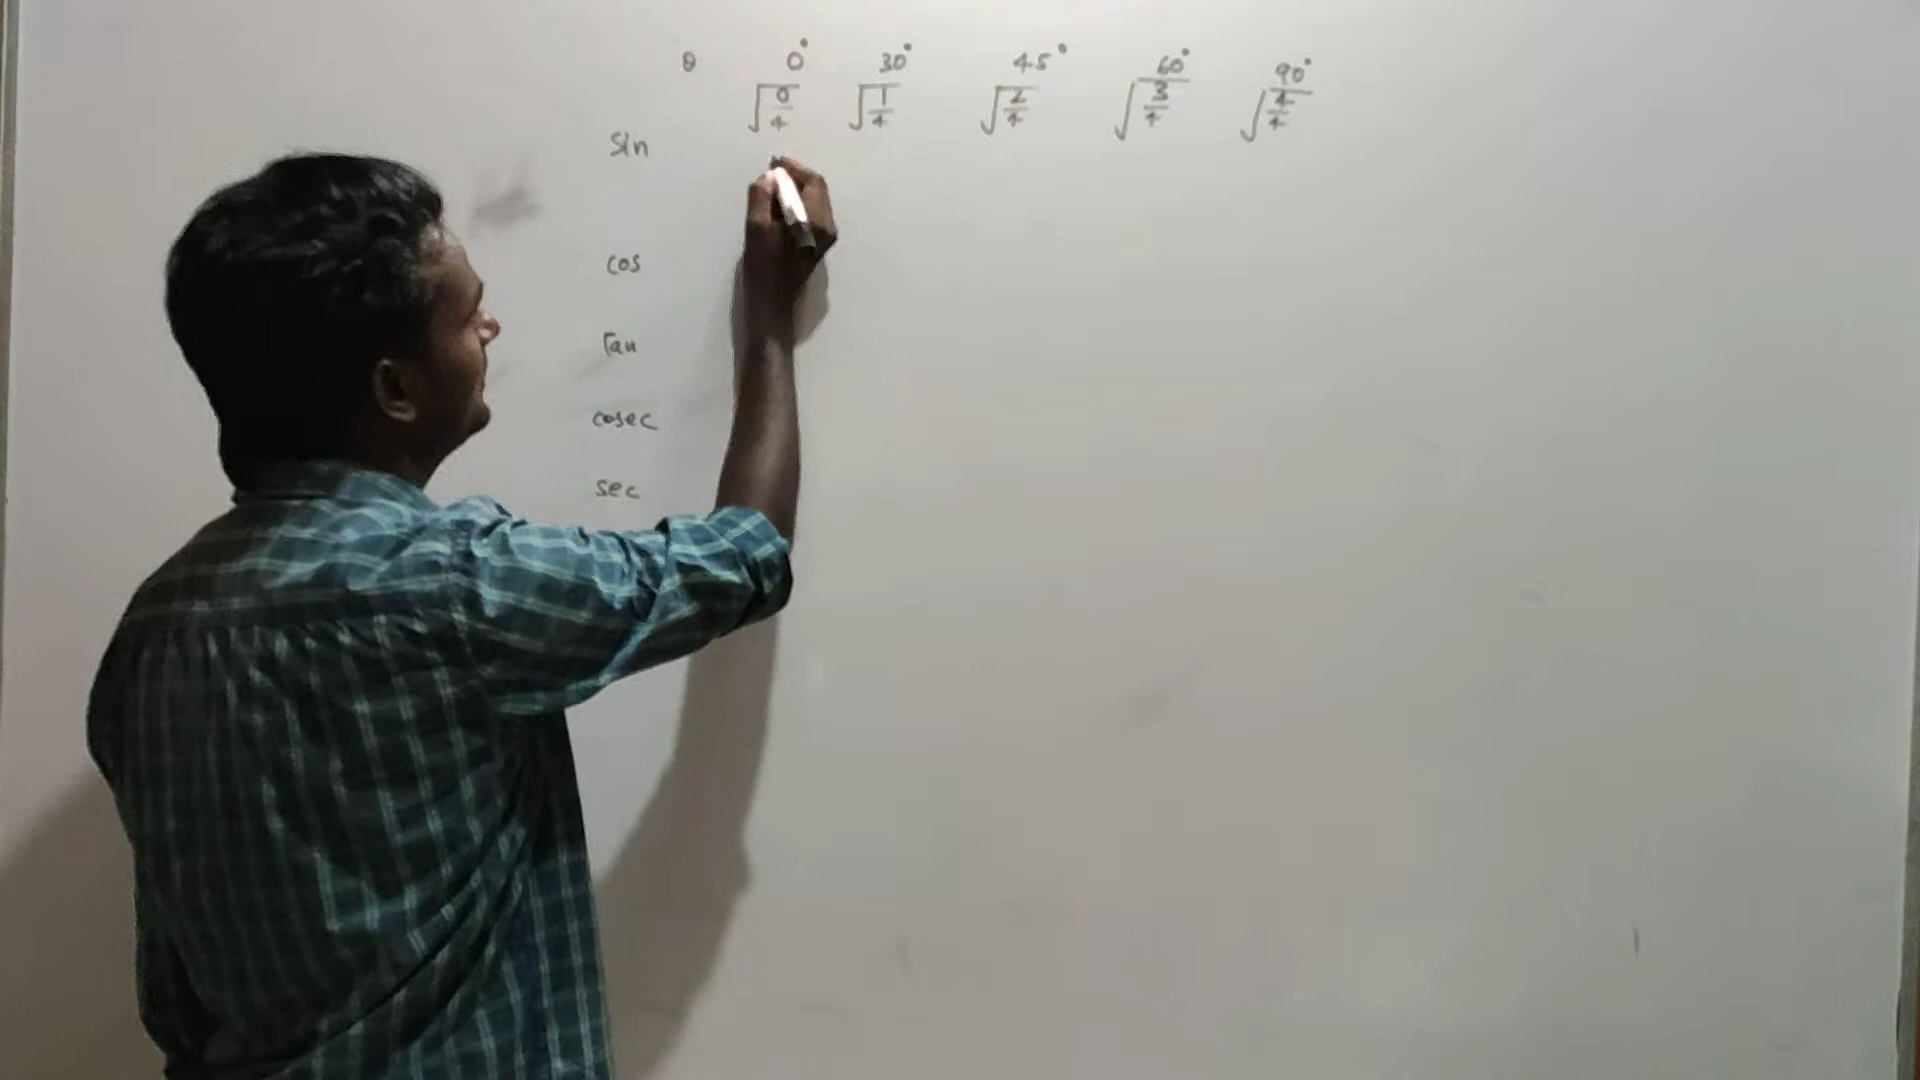 θ 0° 30° 45° 60° 90°
√0/4 √1/4 √2/4 √3/4 √4/4
Sin
cos
Tan
cosec
sec